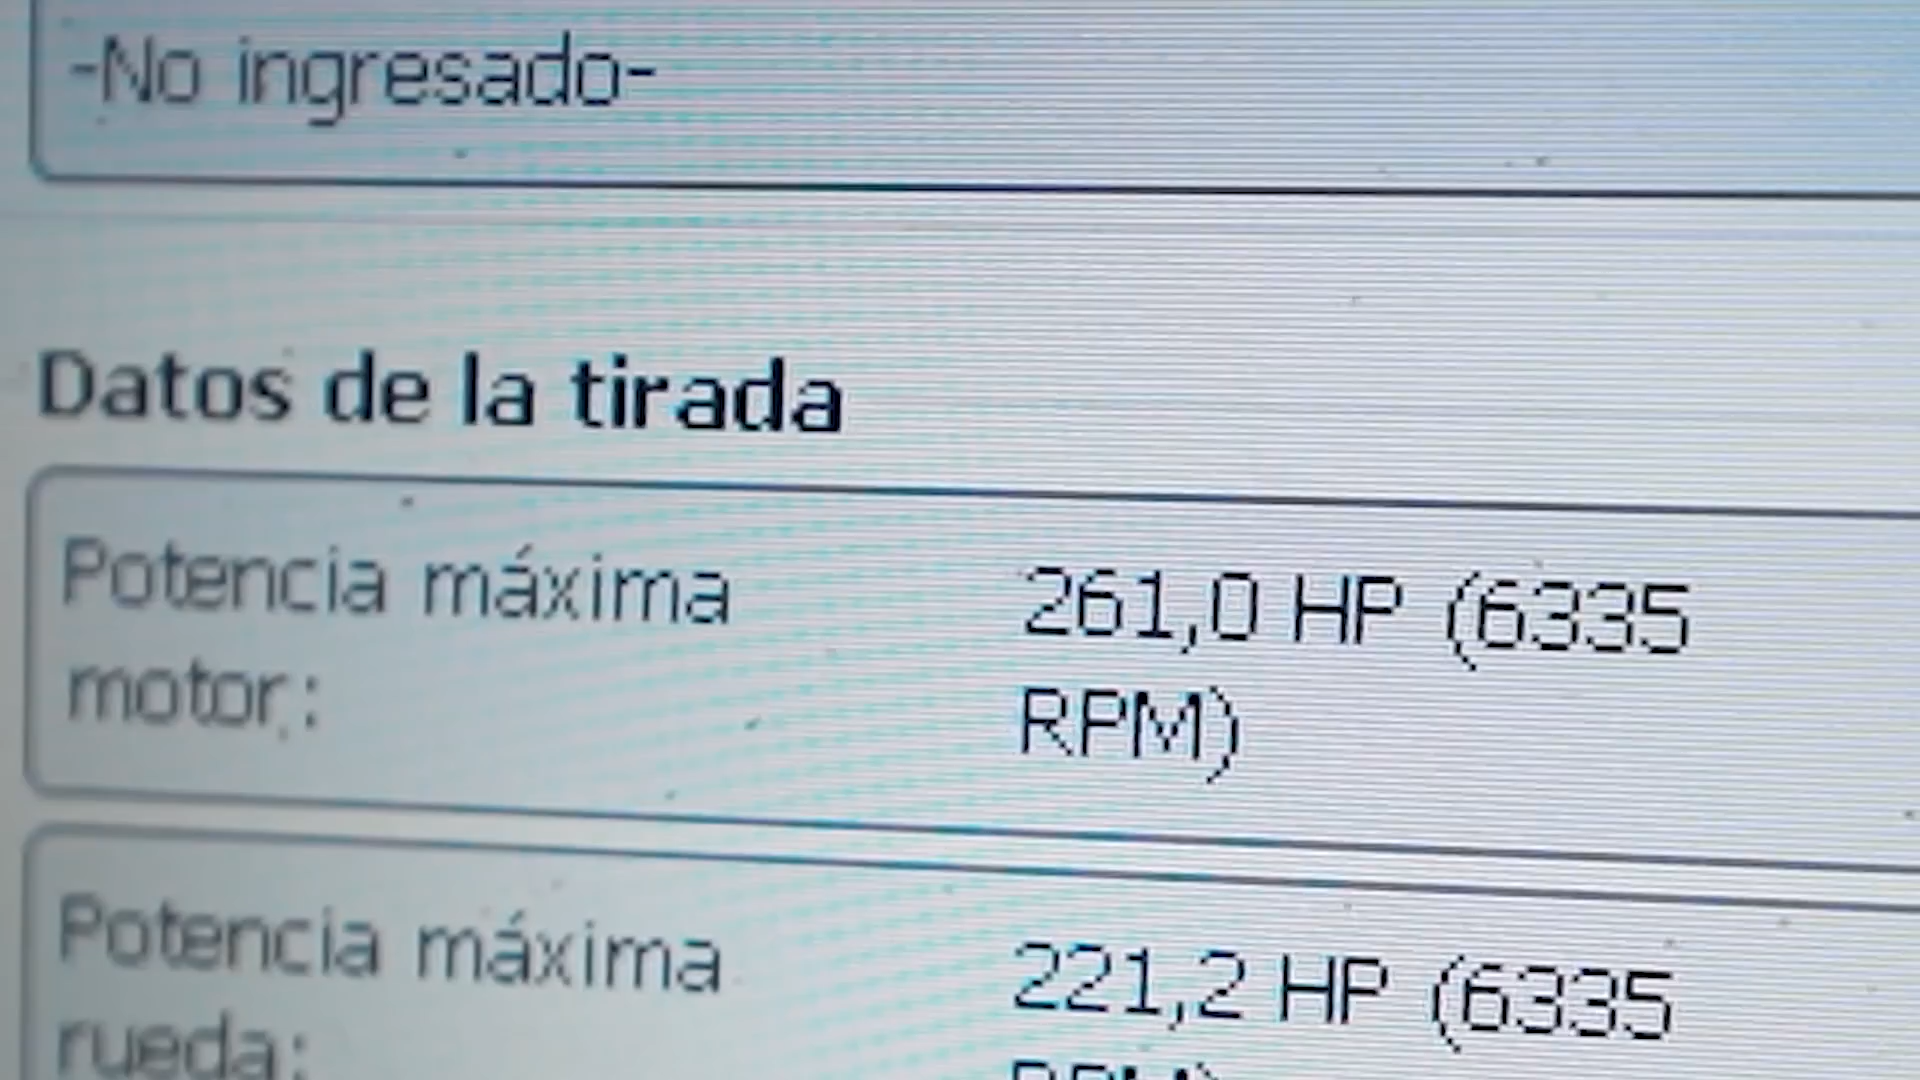 -No ingresado-
Datos de la tirada
Potencia máxima
motor:
261,0 HP (6335
RPM)
Potencia máxima
rueda:
221,2 HP (6335
RPM)